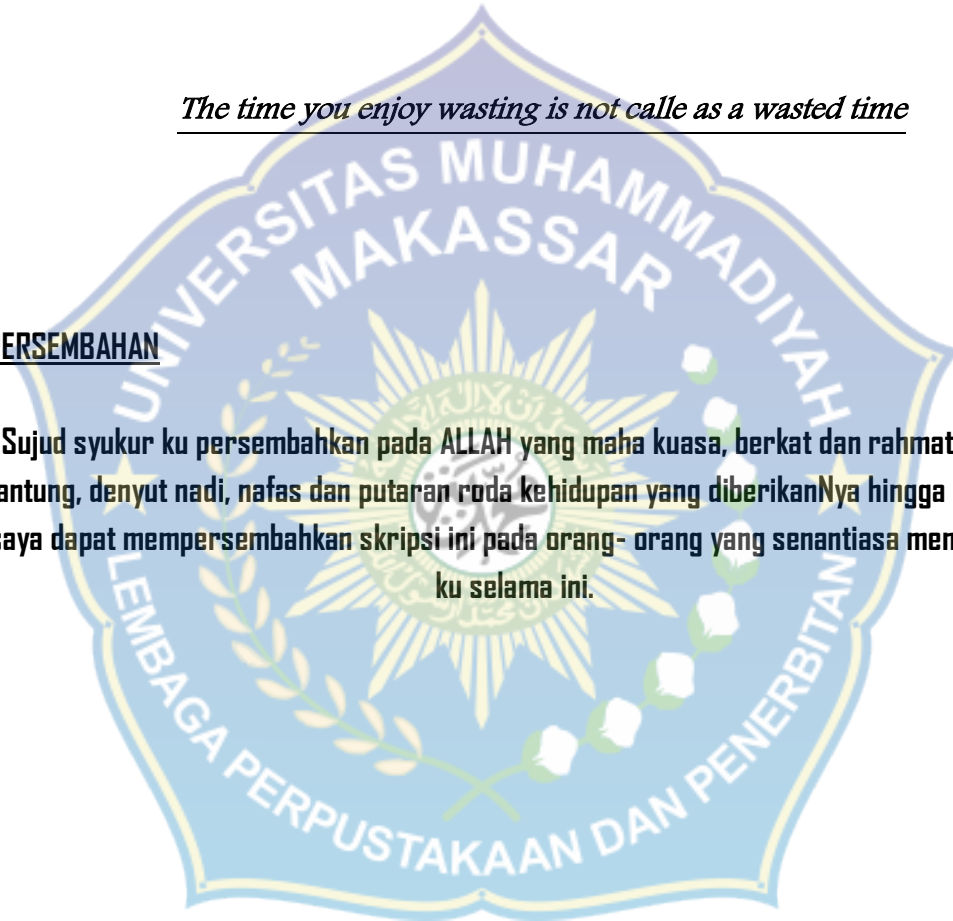 The time you enjoy wasting is not calle as a wasted time
UNIVERSITAS MUHAMMADIYAH
MAKASSAR
ERSEMBAHAN
Sujud syukur ku persembahkan pada ALLAH yang maha kuasa, berkat dan rahmat
antung, denyut nadi, nafas dan putaran roda kehidupan yang diberikanNya hingga
saya dapat mempersembahkan skripsi ini pada orang- orang yang senantiasa men
ku selama ini.
LEMBAGA PERPUSTAKAAN DAN PENERBITAN